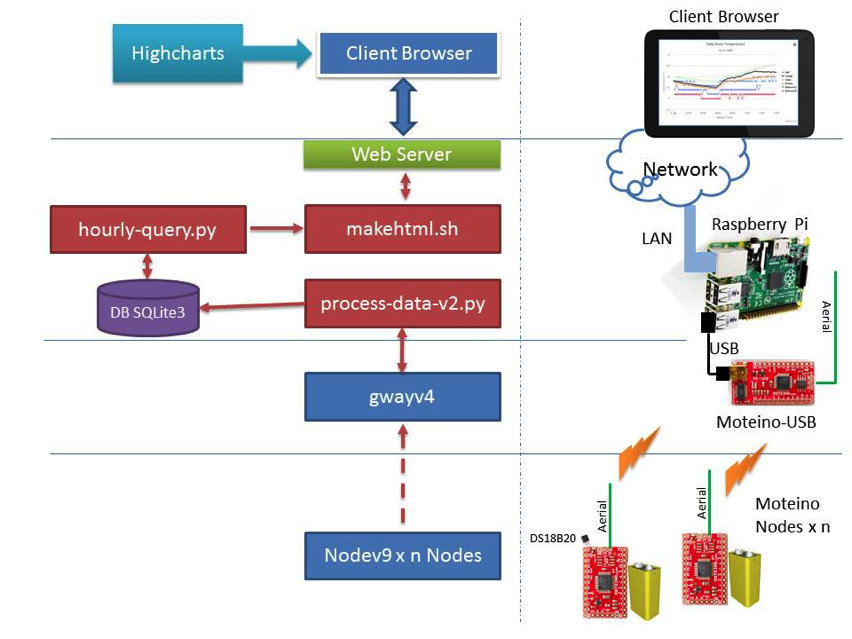 Client Browser
Highcharts
Client Browser
Web Server
Network
hourly-query.py
makehtml.sh
LAN
Raspberry Pi
DB SQLite3
process-data-v2.py
Aerial
USB
gwayv4
Moteino-USB
Aerial
Aerial
Moteino
Nodes x n
DS18B20
Nodev9 x n Nodes